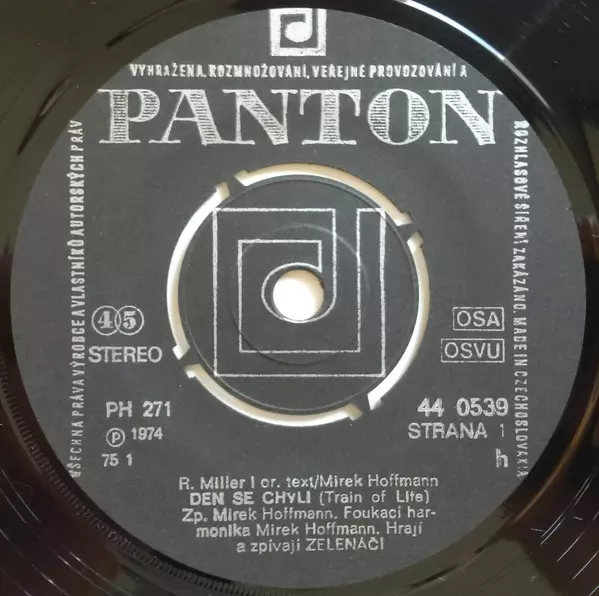 VYHRAŽENA. ROZMNOŽOVÁNÍ, VEŘEJNÉ PROVOZOVÁNÍ A
PANTON
VŠECHNA PRÁVA VÝROBCE A VLASTNÍKŮ AUTORSKÝCH PRÁV
ROZHLASOVÉ ŠÍŘENÍ ZAKÁZÁNO. MADE IN CZECHOSLOVAKIA
45
STEREO
OSA
OSVU
PH 271
Ⓟ 1974
75 1
44 0539
STRANA 1
h
R. Miller I or. text/Mirek Hoffmann
DEN SE CHÝLÍ (Train of Life)
Zp. Mirek Hoffmann. Foukací har-
monika Mirek Hoffmann. Hrají
a zpívají ZELENÁČI